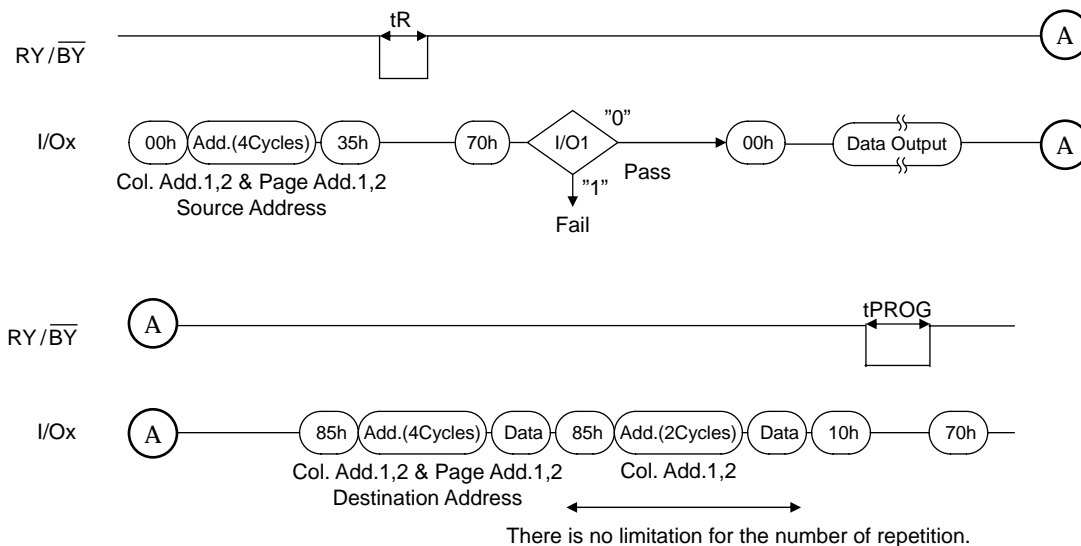 tR
RY/BY
A
I/Ox
00h Add.(4Cycles) 35h 70h I/O1 "0" 00h Data Output A
Pass
"1"
Col. Add.1,2 & Page Add.1,2
Source Address
Fail
tPROG
RY/BY
A
I/Ox
A 85h Add.(4Cycles) Data 85h Add.(2Cycles) Data 10h 70h
Col. Add.1,2 & Page Add.1,2 Col. Add.1,2
Destination Address
There is no limitation for the number of repetition.